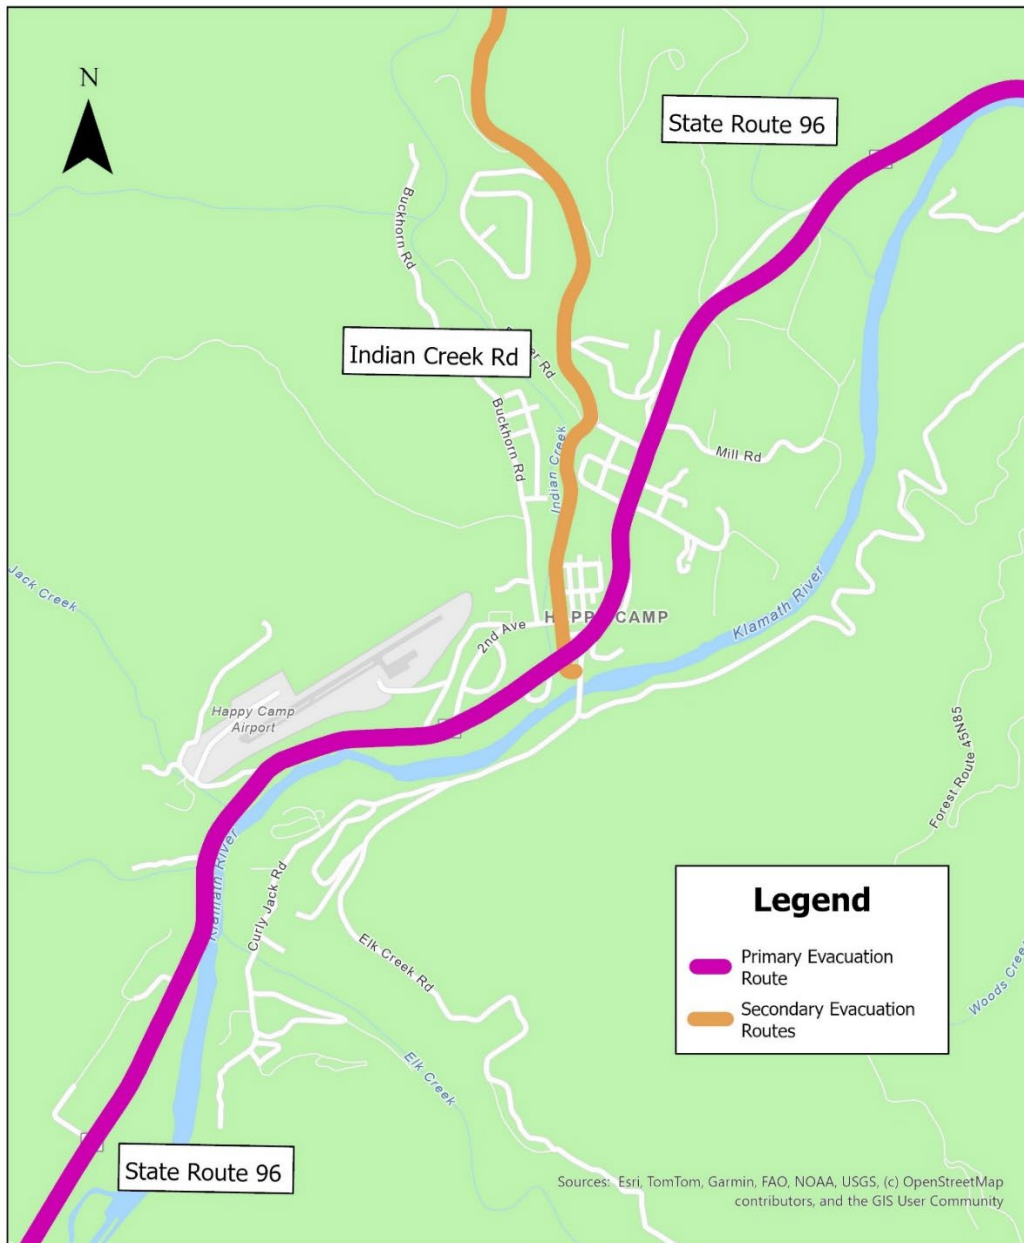 N
State Route 96
Buckhorn Rd
Indian Creek Rd
Rd
Buckhorn Rd
Indian Creek
Mill Rd
Jack Creek
Klamath River
2nd Ave
CAMP
Happy Camp
Airport
Forest Route 45N85
Klamath River
Curly Jack Rd
Elk Creek Rd
Elk Creek
Legend
Primary Evacuation
Route
Secondary Evacuation
Routes
Woods Creek
State Route 96
Sources: Esri, TomTom, Garmin, FAO, NOAA, USGS, (c) OpenStreetMap
contributors, and the GIS User Community